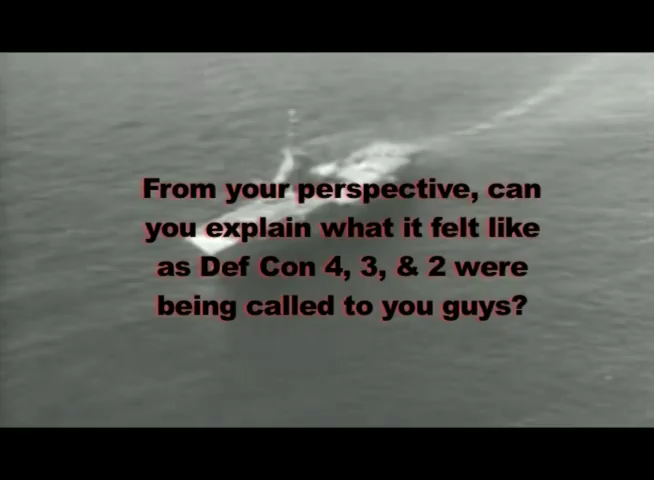 From your perspective, can
you explain what it felt like
as Def Con 4, 3, & 2 were
being called to you guys?